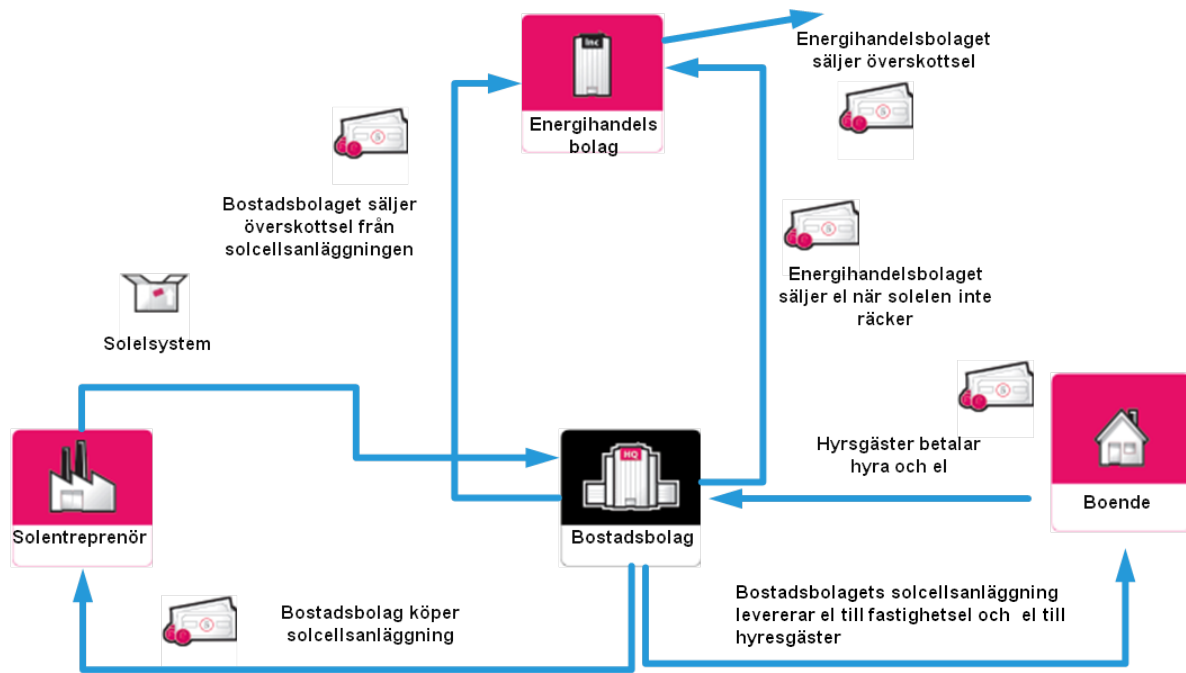 Inc
Energihandels
bolag
Energihandelsbolaget
säljer överskottsel
Bostadsbolaget säljer
överskottsel från
solcellsanläggningen
Energihandelsbolaget
säljer el när solelen inte
räcker
Solelsystem
Hyrsgäster betalar
hyra och el
HQ
Solentreprenör
Bostadsbolag
Boende
Bostadsbolag köper
solcellsanläggning
Bostadsbolagets solcellsanläggning
levererar el till fastighetsel och el till
hyresgäster